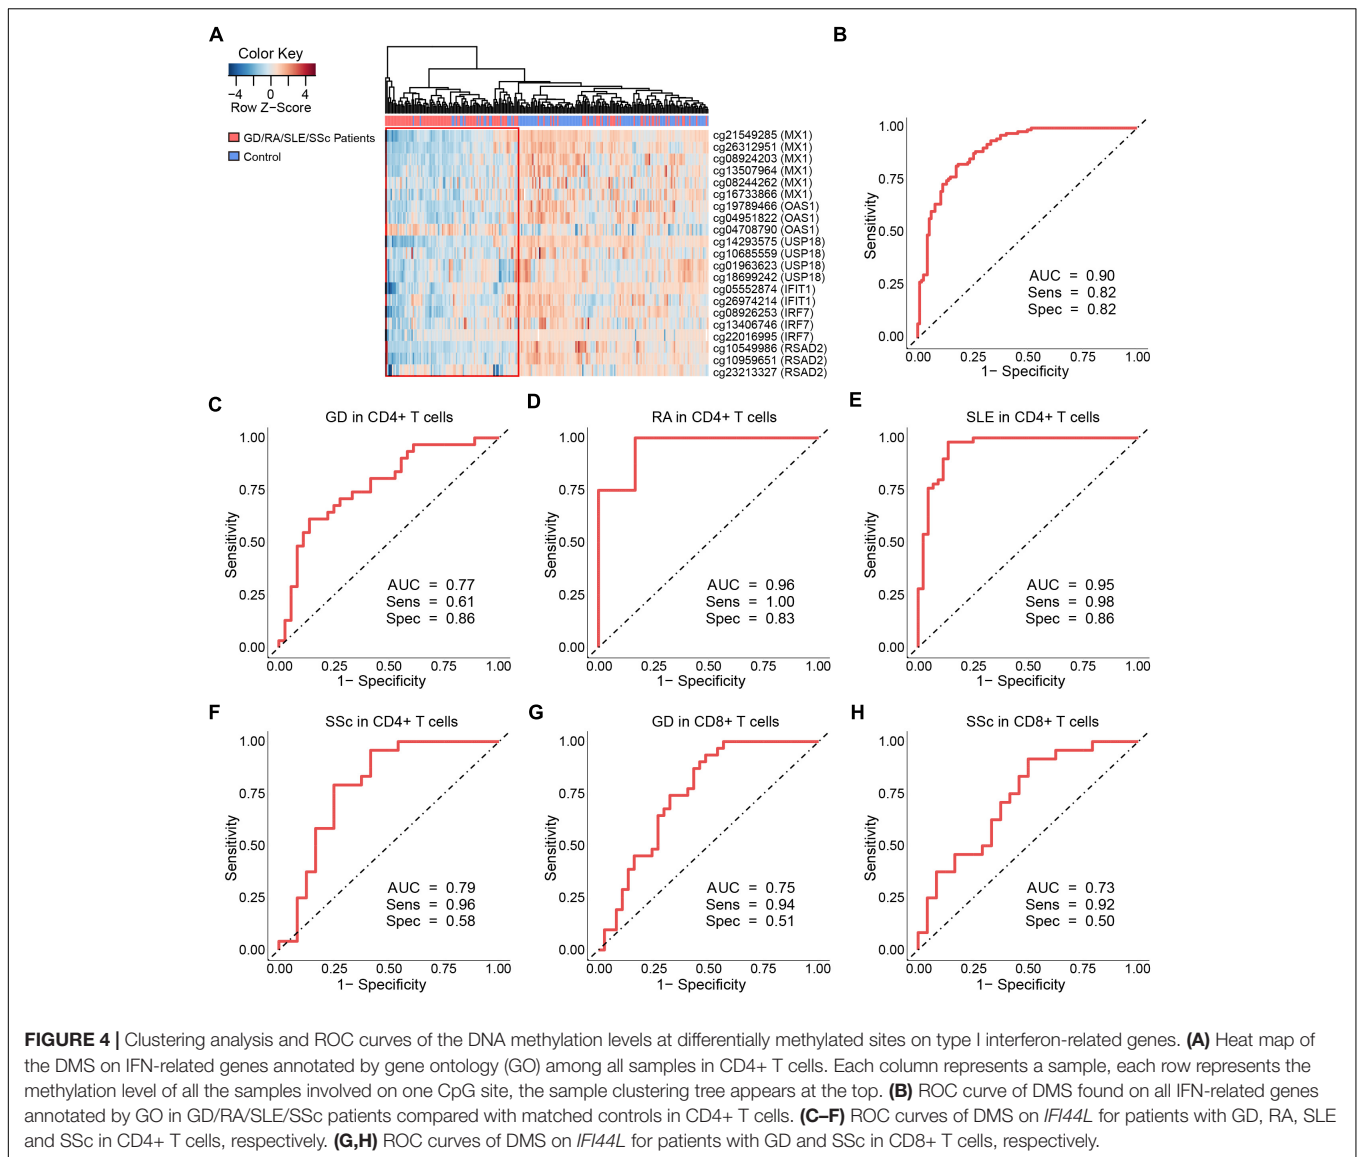 A
Color Key
−4 0 4
Row Z−Score
GD/RA/SLE/SSc Patients
Control
cg21549285 (MX1)
cg26312951 (MX1)
cg08924203 (MX1)
cg13507964 (MX1)
cg08244262 (MX1)
cg16733866 (MX1)
cg19789466 (OAS1)
cg04951822 (OAS1)
cg04708790 (OAS1)
cg14293575 (USP18)
cg10685559 (USP18)
cg01963623 (USP18)
cg18699242 (USP18)
cg05552874 (IFIT1)
cg26974214 (IFIT1)
cg08926253 (IRF7)
cg13406746 (IRF7)
cg22016995 (IRF7)
cg10549986 (RSAD2)
cg10959651 (RSAD2)
cg23213327 (RSAD2)
B
1.00
0.75
0.50
0.25
0.00
Sensitivity
AUC = 0.90
Sens = 0.82
Spec = 0.82
0.00 0.25 0.50 0.75 1.00
1− Specificity
C
GD in CD4+ T cells
1.00
0.75
0.50
0.25
0.00
Sensitivity
AUC = 0.77
Sens = 0.61
Spec = 0.86
0.00 0.25 0.50 0.75 1.00
1− Specificity
D
RA in CD4+ T cells
1.00
0.75
0.50
0.25
0.00
Sensitivity
AUC = 0.96
Sens = 1.00
Spec = 0.83
0.00 0.25 0.50 0.75 1.00
1− Specificity
E
SLE in CD4+ T cells
1.00
0.75
0.50
0.25
0.00
Sensitivity
AUC = 0.95
Sens = 0.98
Spec = 0.86
0.00 0.25 0.50 0.75 1.00
1− Specificity
F
SSc in CD4+ T cells
1.00
0.75
0.50
0.25
0.00
Sensitivity
AUC = 0.79
Sens = 0.96
Spec = 0.58
0.00 0.25 0.50 0.75 1.00
1− Specificity
G
GD in CD8+ T cells
1.00
0.75
0.50
0.25
0.00
Sensitivity
AUC = 0.75
Sens = 0.94
Spec = 0.51
0.00 0.25 0.50 0.75 1.00
1− Specificity
H
SSc in CD8+ T cells
1.00
0.75
0.50
0.25
0.00
Sensitivity
AUC = 0.73
Sens = 0.92
Spec = 0.50
0.00 0.25 0.50 0.75 1.00
1− Specificity
FIGURE 4 | Clustering analysis and ROC curves of the DNA methylation levels at differentially methylated sites on type I interferon-related genes. (A) Heat map of
the DMS on IFN-related genes annotated by gene ontology (GO) among all samples in CD4+ T cells. Each column represents a sample, each row represents the
methylation level of all the samples involved on one CpG site, the sample clustering tree appears at the top. (B) ROC curve of DMS found on all IFN-related genes
annotated by GO in GD/RA/SLE/SSc patients compared with matched controls in CD4+ T cells. (C–F) ROC curves of DMS on IFI44L for patients with GD, RA, SLE
and SSc in CD4+ T cells, respectively. (G,H) ROC curves of DMS on IFI44L for patients with GD and SSc in CD8+ T cells, respectively.